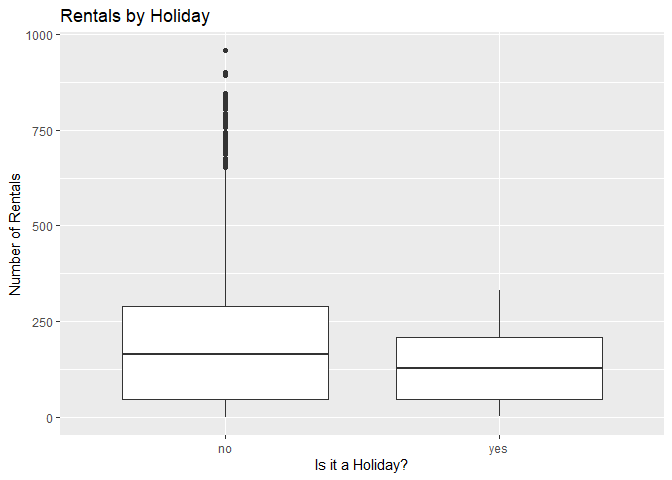 Rentals by Holiday
1000
750
500
250
0
Number of Rentals
no
yes
Is it a Holiday?